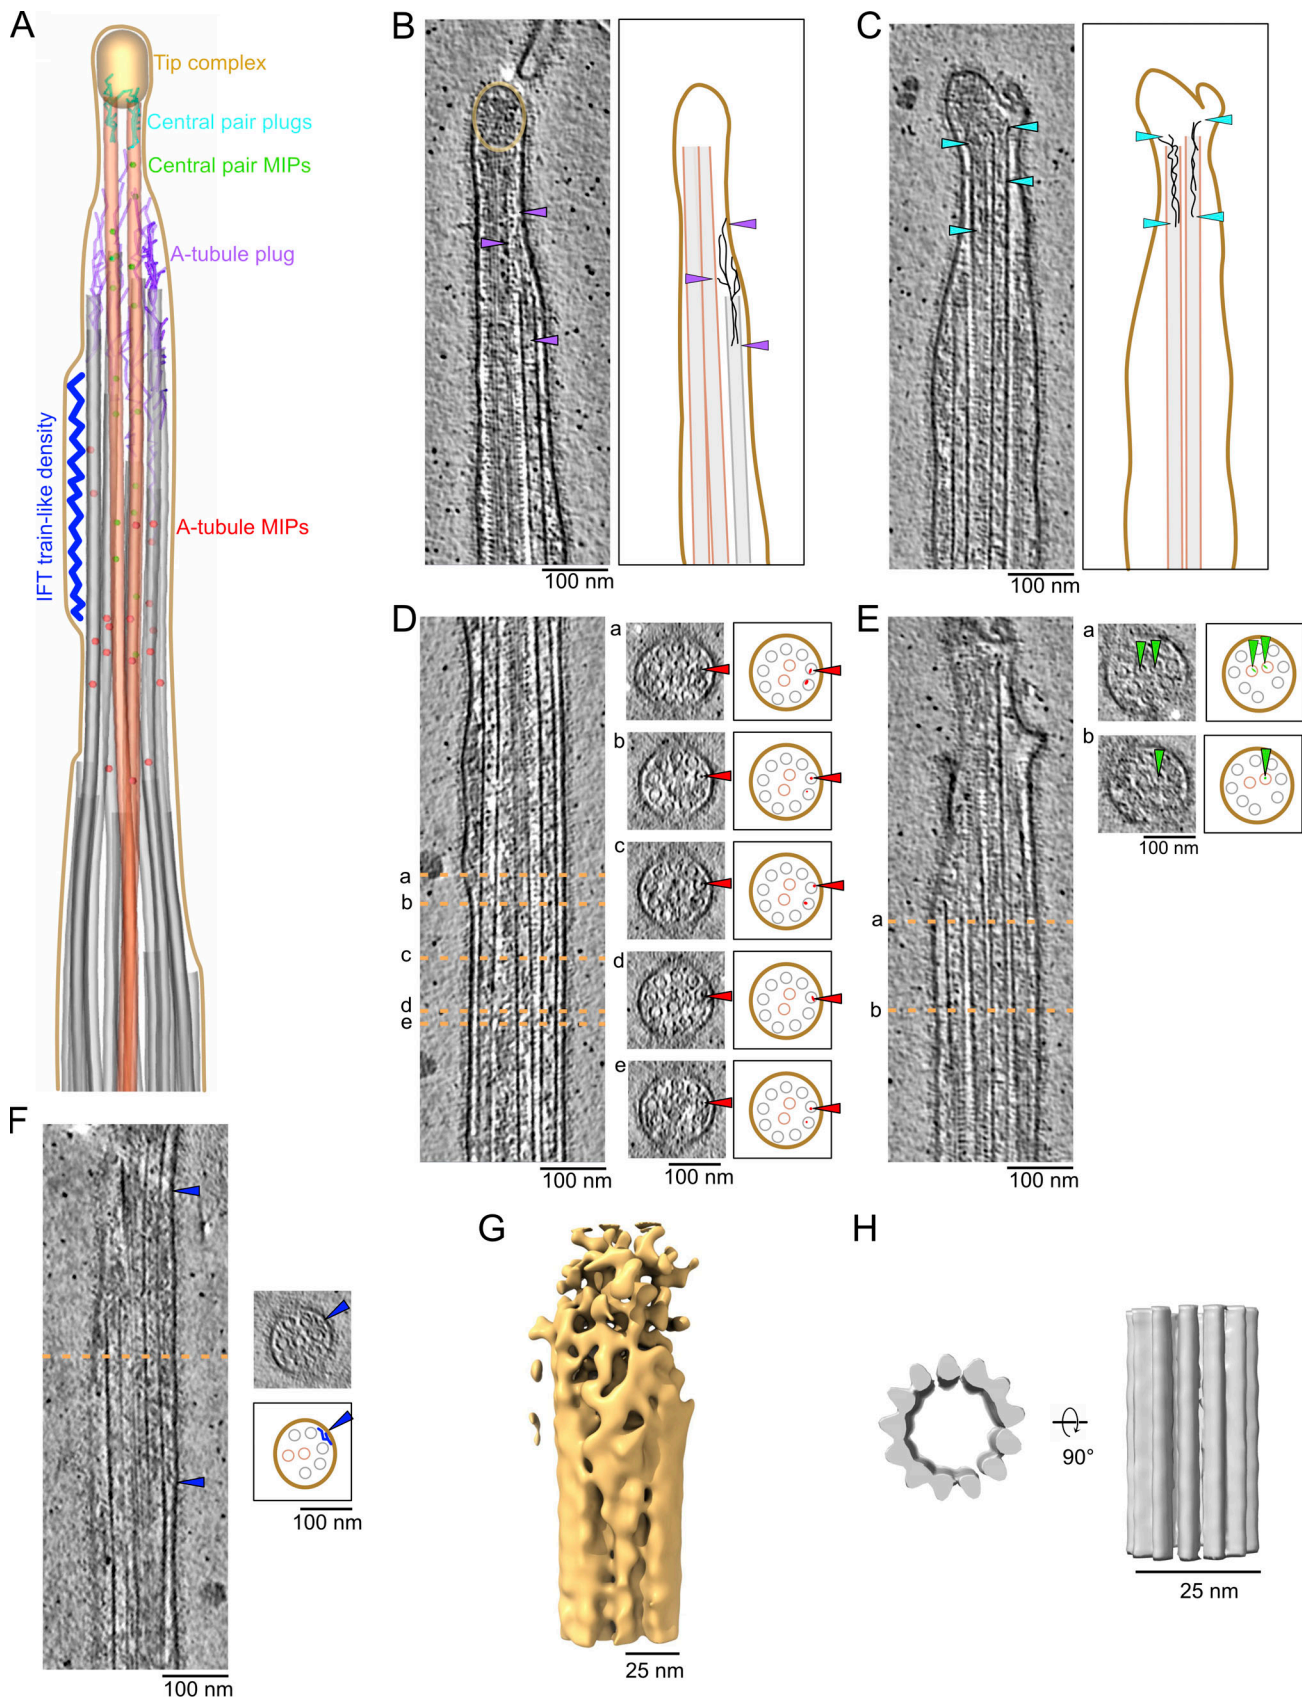 A
Tip complex
Central pair plugs
Central pair MIPs
A-tubule plug
IFT train-like density
A-tubule MIPs
B
100 nm
C
100 nm
D
a
b
c
d
e
100 nm
a
b
c
d
e
100 nm
E
a
b
100 nm
a
b
100 nm
F
100 nm
100 nm
G
25 nm
H
90°
25 nm